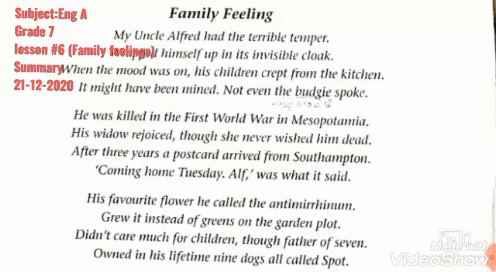 Subject:Eng A
Grade 7
lesson #6 (Family feelings)
Summary
21-12-2020
Family Feeling
My Uncle Alfred had the terrible temper.
himself up in its invisible cloak.
When the mood was on, his children crept from the kitchen.
It might have been mined. Not even the budgie spoke.
He was killed in the First World War in Mesopotamia.
His widow rejoiced, though she never wished him dead.
After three years a postcard arrived from Southampton.
'Coming home Tuesday. Alf,' was what it said.
His favourite flower he called the antimirrhinum.
Grew it instead of greens on the garden plot.
Didn't care much for children, though father of seven.
Owned in his lifetime nine dogs all called Spot.
Made with
VideoShow